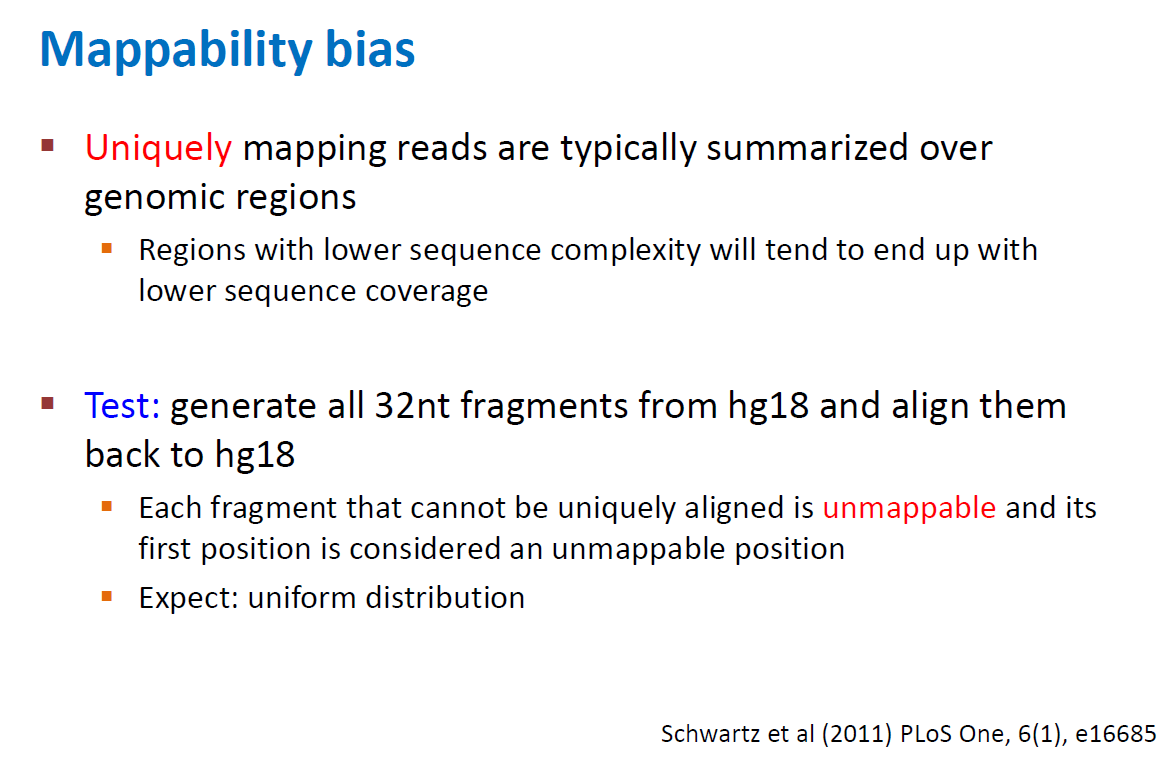 Mappability bias
Uniquely mapping reads are typically summarized over
genomic regions
Regions with lower sequence complexity will tend to end up with
lower sequence coverage
Test: generate all 32nt fragments from hg18 and align them
back to hg18
Each fragment that cannot be uniquely aligned is unmappable and its
first position is considered an unmappable position
Expect: uniform distribution
Schwartz et al (2011) PLoS One, 6(1), e16685